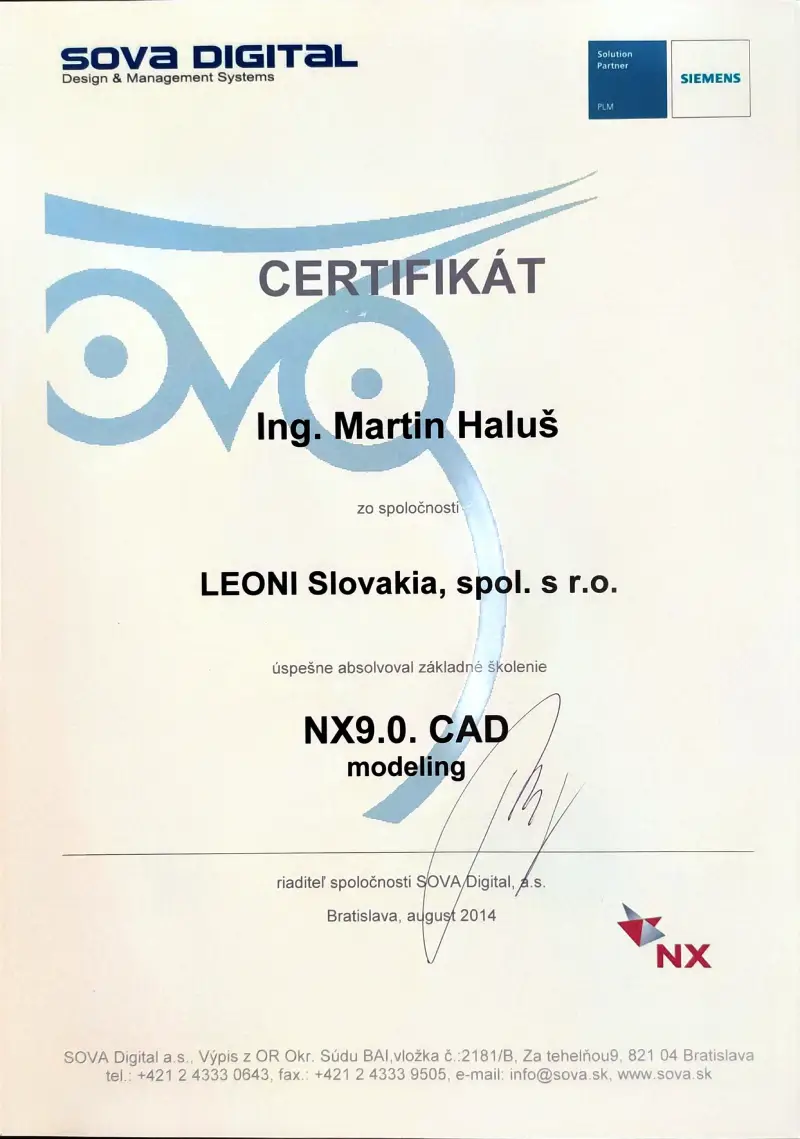 SOVA DIGITAL
Design & Management Systems
Solution
Partner
PLM
SIEMENS
CERTIFIKÁT
Ing. Martin Haluš
zo spoločnosti
LEONI Slovakia, spol. s r.o.
úspešne absolvoval základné školenie
NX9.0. CAD
modeling
riaditeľ spoločnosti SOVA Digital, a.s.
Bratislava, august 2014
NX
SOVA Digital a.s., Výpis z OR Okr. Súdu BAI,vložka č.:2181/B, Za tehelňou9, 821 04 Bratislava
tel.: +421 2 4333 0643, fax.: +421 2 4333 9505, e-mail: info@sova.sk, www.sova.sk